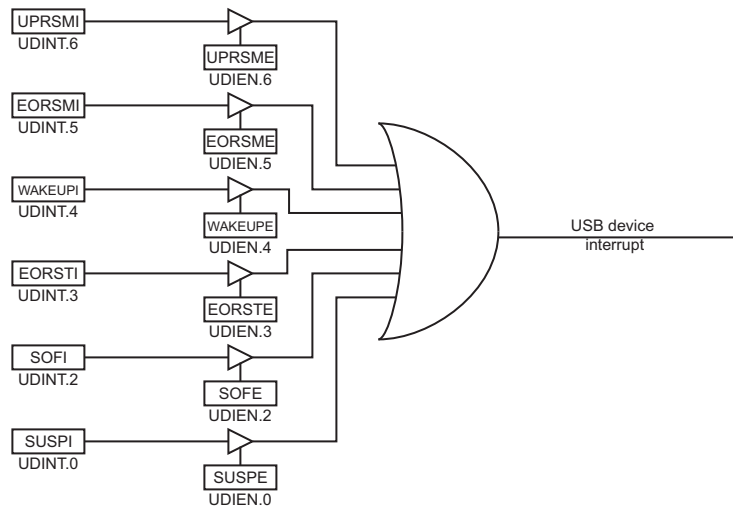 UPRSMI
UDINT.6
UPRSME
UDIEN.6
EORSMI
UDINT.5
EORSME
UDIEN.5
WAKEUPI
UDINT.4
WAKEUPE
UDIEN.4
USB device
interrupt
EORSTI
UDINT.3
EORSTE
UDIEN.3
SOFI
UDINT.2
SOFE
UDIEN.2
SUSPI
UDINT.0
SUSPE
UDIEN.0